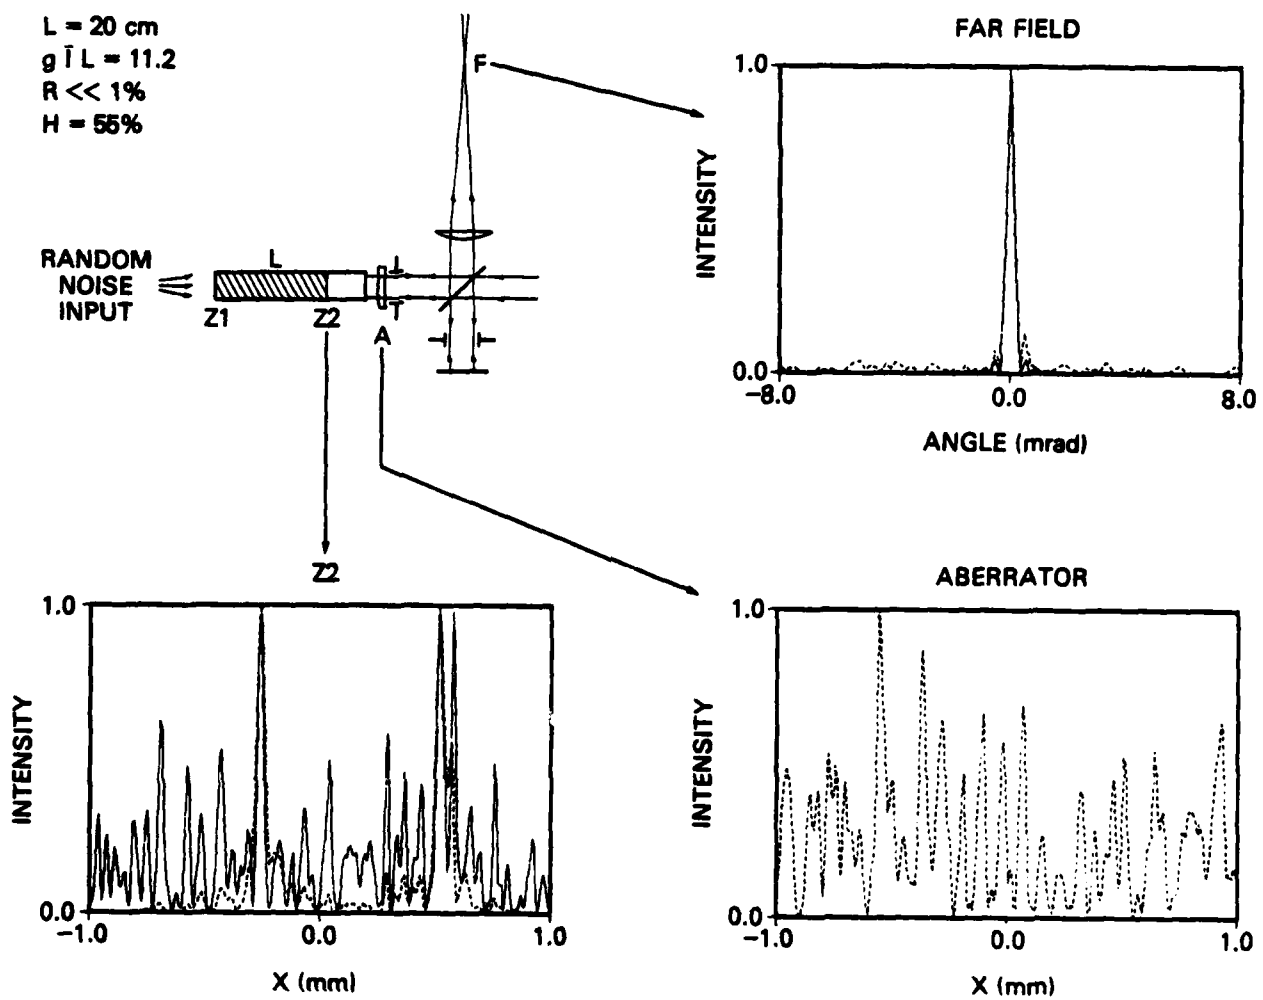 L = 20 cm
g Ī L = 11.2
R << 1%
H = 55%
F
RANDOM
NOISE
INPUT
L
Z1
Z2
A
FAR FIELD
1.0
INTENSITY
0.0
-8.0
0.0
8.0
ANGLE (mrad)
Z2
1.0
INTENSITY
0.0
-1.0
0.0
1.0
X (mm)
ABERRATOR
1.0
INTENSITY
0.0
-1.0
0.0
1.0
X (mm)